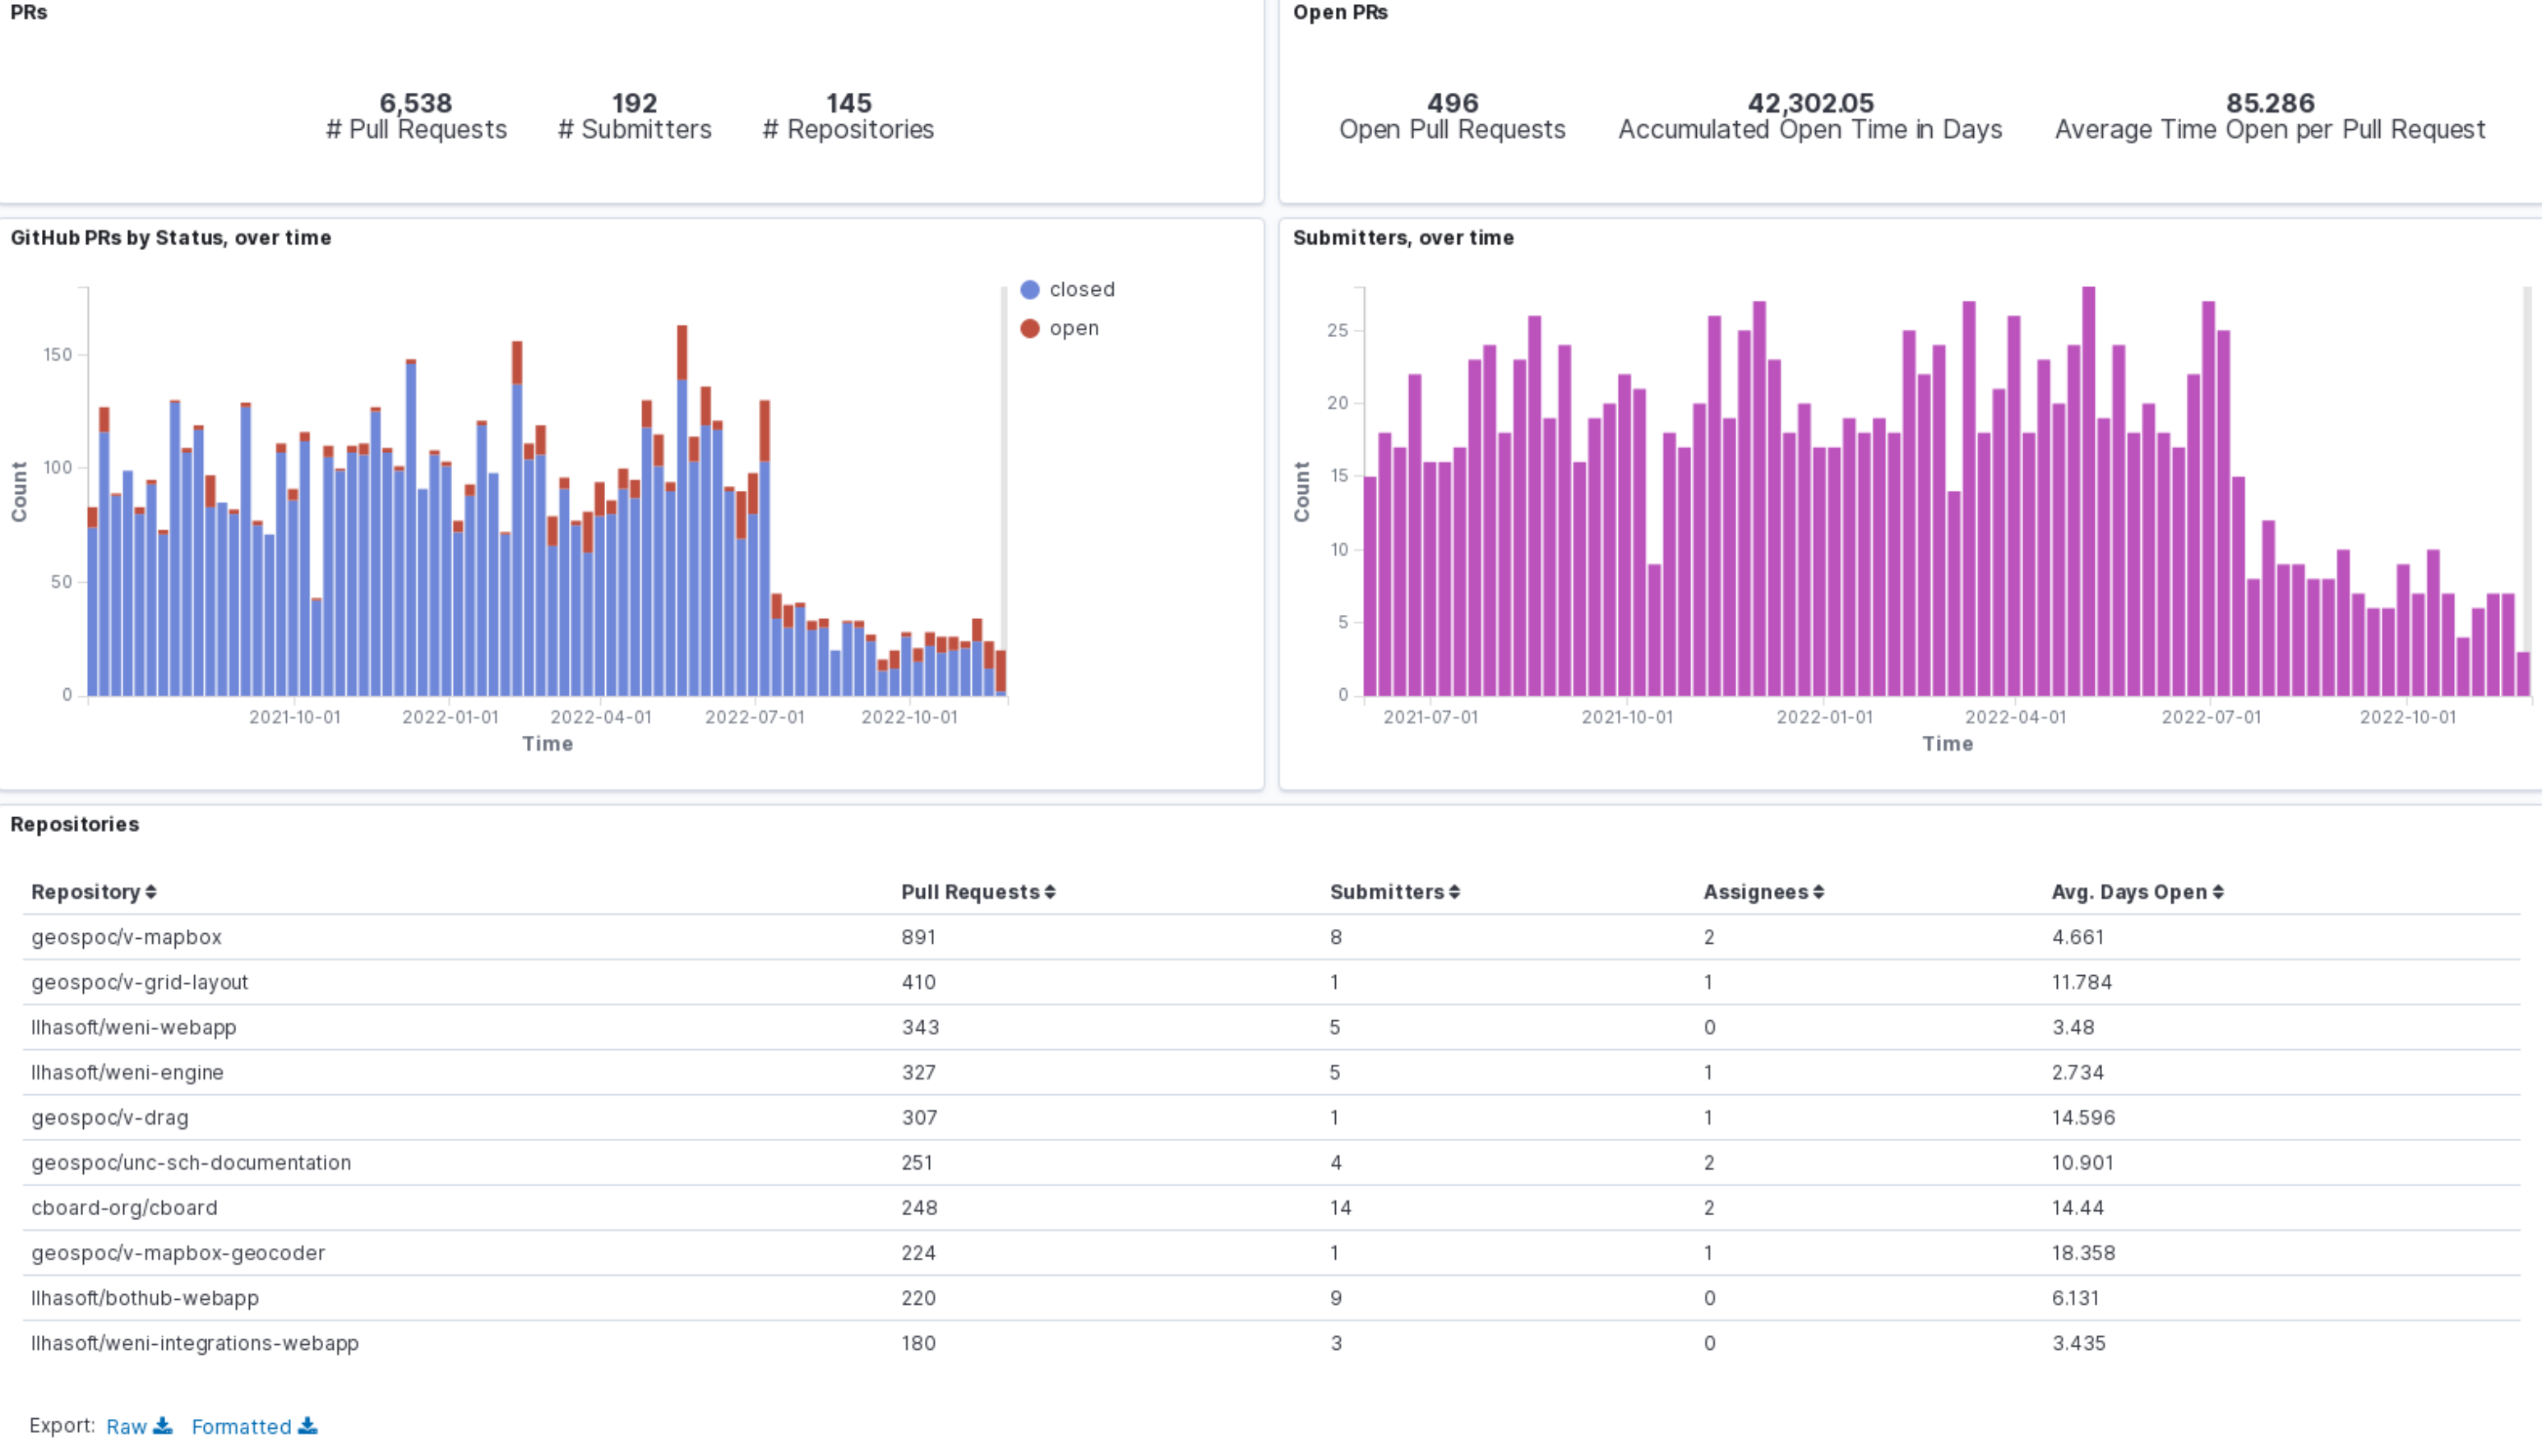 PRs
6,538 192 145
# Pull Requests # Submitters # Repositories
Open PRs
496 42,302.05 85.286
Open Pull Requests Accumulated Open Time in Days Average Time Open per Pull Request
GitHub PRs by Status, over time
closed
open
150
100
50
0
Count
2021-10-01 2022-01-01 2022-04-01 2022-07-01 2022-10-01
Time
Submitters, over time
25
20
15
10
5
0
Count
2021-07-01 2021-10-01 2022-01-01 2022-04-01 2022-07-01 2022-10-01
Time
Repositories
Repository Pull Requests Submitters Assignees Avg. Days Open
geospoc/v-mapbox 891 8 2 4.661
geospoc/v-grid-layout 410 1 1 11.784
Ilhasoft/weni-webapp 343 5 0 3.48
Ilhasoft/weni-engine 327 5 1 2.734
geospoc/v-drag 307 1 1 14.596
geospoc/unc-sch-documentation 251 4 2 10.901
cboard-org/cboard 248 14 2 14.44
geospoc/v-mapbox-geocoder 224 1 1 18.358
Ilhasoft/bothub-webapp 220 9 0 6.131
Ilhasoft/weni-integrations-webapp 180 3 0 3.435
Export: Raw Formatted